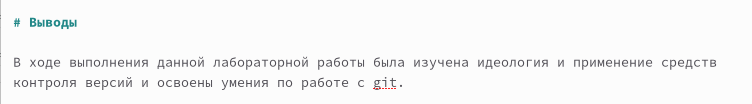 # Выводы
В ходе выполнения данной лабораторной работы была изучена идеология и применение средств
контроля версий и освоены умения по работе с git.